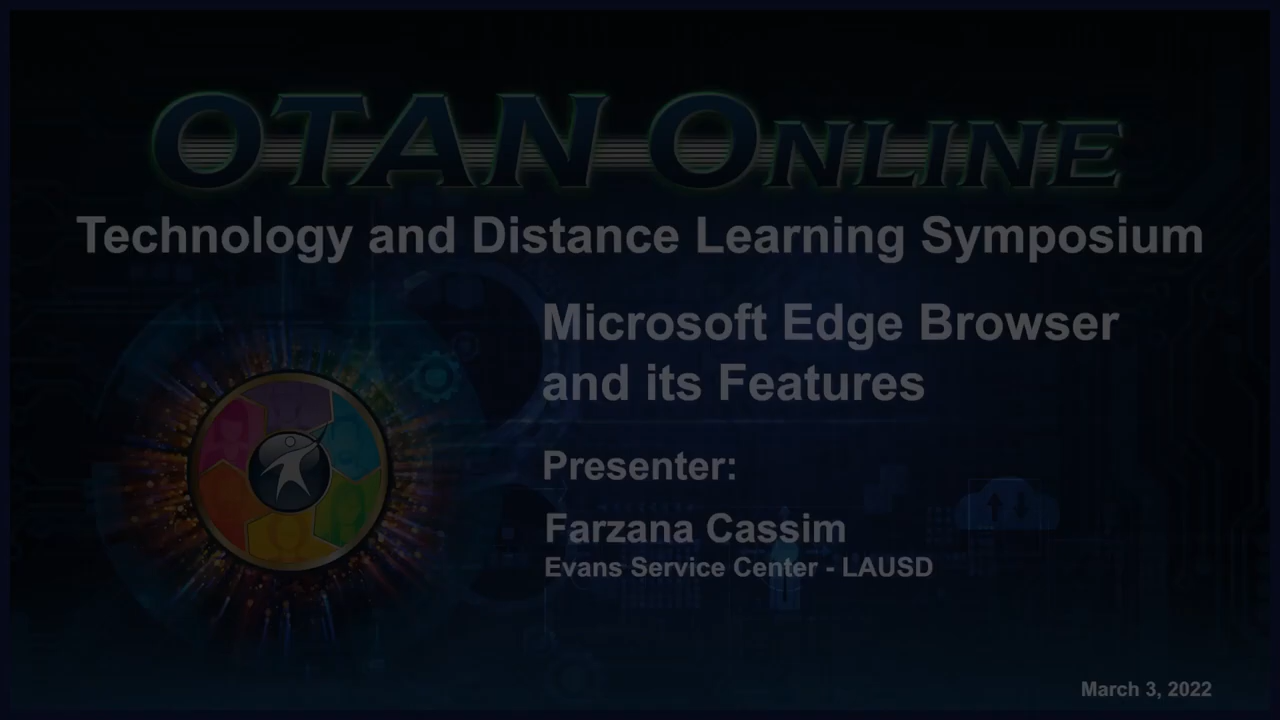 OTAN ONLINE
Technology and Distance Learning Symposium
Microsoft Edge Browser
and its Features
Presenter:
Farzana Cassim
Evans Service Center - LAUSD
March 3, 2022